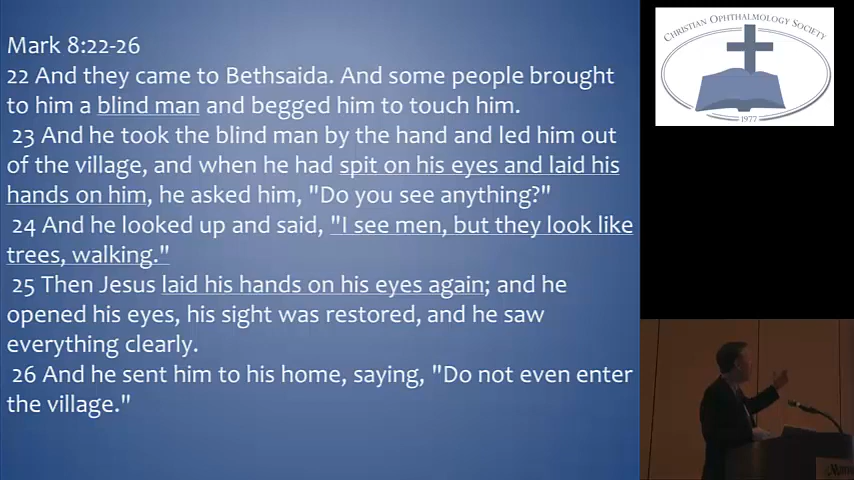 Mark 8:22-26
22 And they came to Bethsaida. And some people brought
to him a blind man and begged him to touch him.
23 And he took the blind man by the hand and led him out
of the village, and when he had spit on his eyes and laid his
hands on him, he asked him, "Do you see anything?"
24 And he looked up and said, "I see men, but they look like
trees, walking."
25 Then Jesus laid his hands on his eyes again; and he
opened his eyes, his sight was restored, and he saw
everything clearly.
26 And he sent him to his home, saying, "Do not even enter
the village."
CHRISTIAN OPHTHALMOLOGY SOCIETY
1977